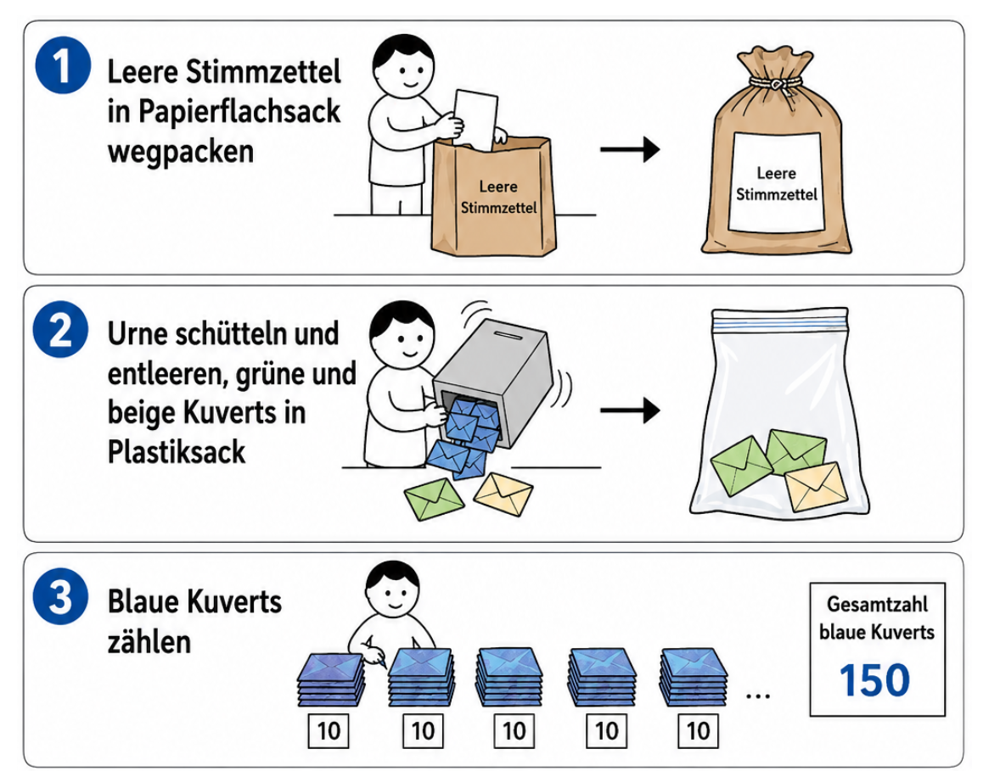 1
Leere Stimmzettel
in Papierflachsack
wegpacken
Leere
Stimmzettel
Leere
Stimmzettel
2
Urne schütteln und
entleeren, grüne und
beige Kuverts in
Plastiksack
3
Blaue Kuverts
zählen
10
10
10
10
10
...
Gesamtzahl
blaue Kuverts
150